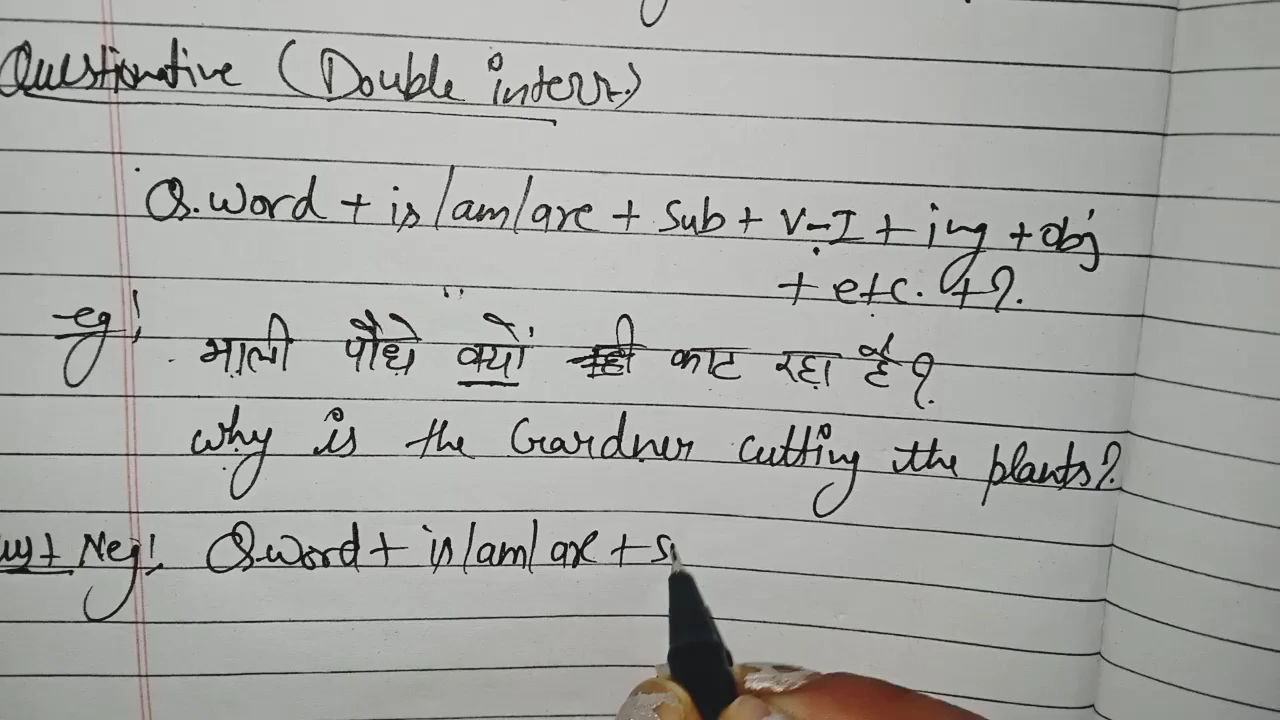 Questionative (Double interr.)
Q.word + is/am/are + sub + V-I + ing + obj
+ etc. + ?.
eg! माली पौधे क्यों नही काट रहा है?
why is the Gardner cutting the plants?
+ Neg! Q.word + is/am/are + s